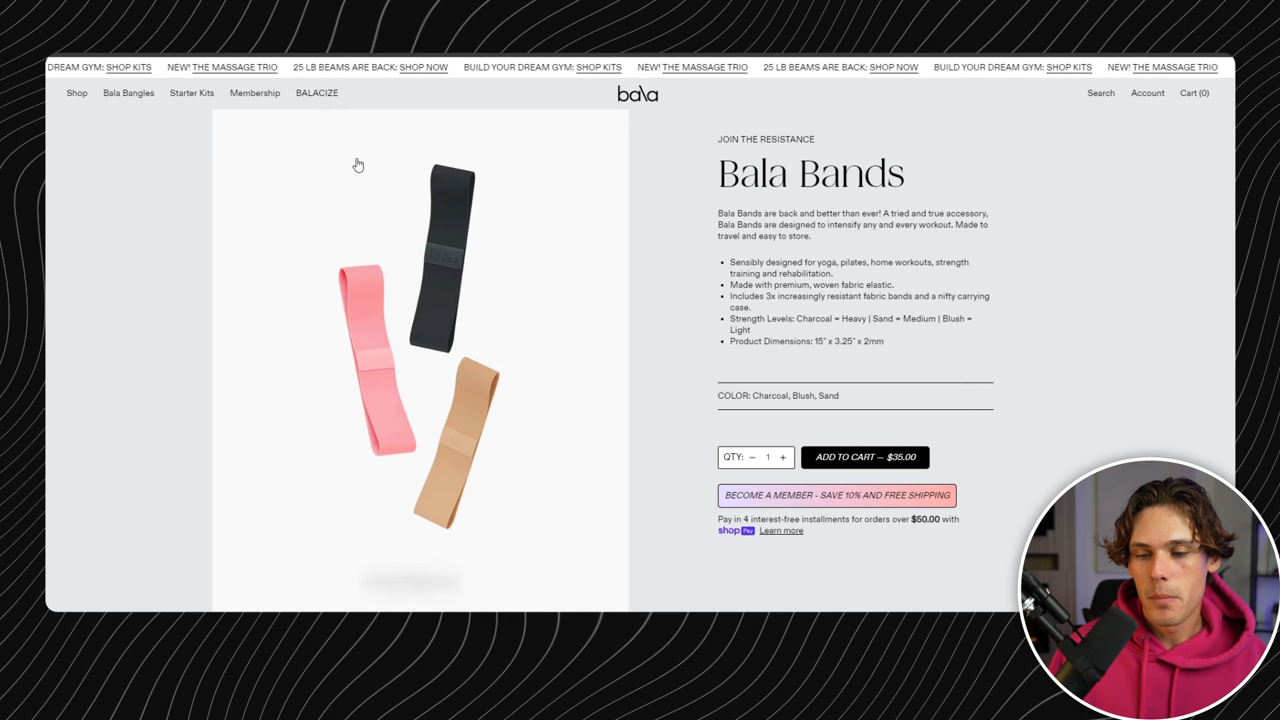 DREAM GYM: SHOP KITS NEW! THE MASSAGE TRIO 25 LB BEAMS ARE BACK: SHOP NOW BUILD YOUR DREAM GYM: SHOP KITS NEW! THE MASSAGE TRIO 25 LB BEAMS ARE BACK: SHOP NOW BUILD YOUR DREAM GYM: SHOP KITS NEW! THE MASSAGE TRIO
Shop Bala Bangles Starter Kits Membership BALACIZE bala Search Account Cart (0)
JOIN THE RESISTANCE
Bala Bands
Bala Bands are back and better than ever! A tried and true accessory,
Bala Bands are designed to intensify any and every workout. Made to
travel and easy to store.
• Sensibly designed for yoga, pilates, home workouts, strength
training and rehabilitation.
• Made with premium, woven fabric elastic.
• Includes 3x increasingly resistant fabric bands and a nifty carrying
case.
• Strength Levels: Charcoal = Heavy | Sand = Medium | Blush =
Light
• Product Dimensions: 15" x 3.25" x 2mm
COLOR: Charcoal, Blush, Sand
QTY: − 1 + ADD TO CART — $35.00
BECOME A MEMBER - SAVE 10% AND FREE SHIPPING
Pay in 4 interest-free installments for orders over $50.00 with
shop Pay Learn more